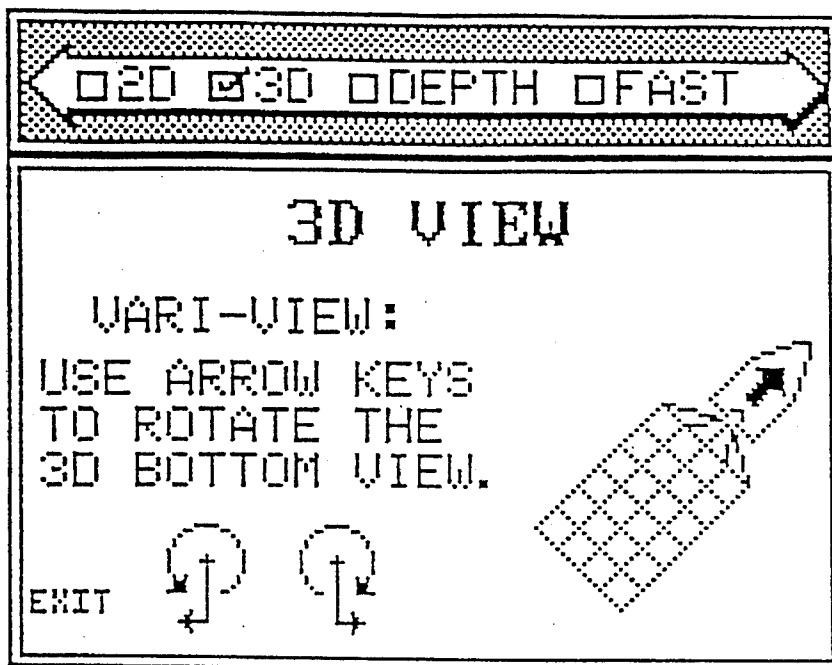 2D 3D DEPTH FAST
3D VIEW
VARI-VIEW:
USE ARROW KEYS
TO ROTATE THE
3D BOTTOM VIEW.
EXIT